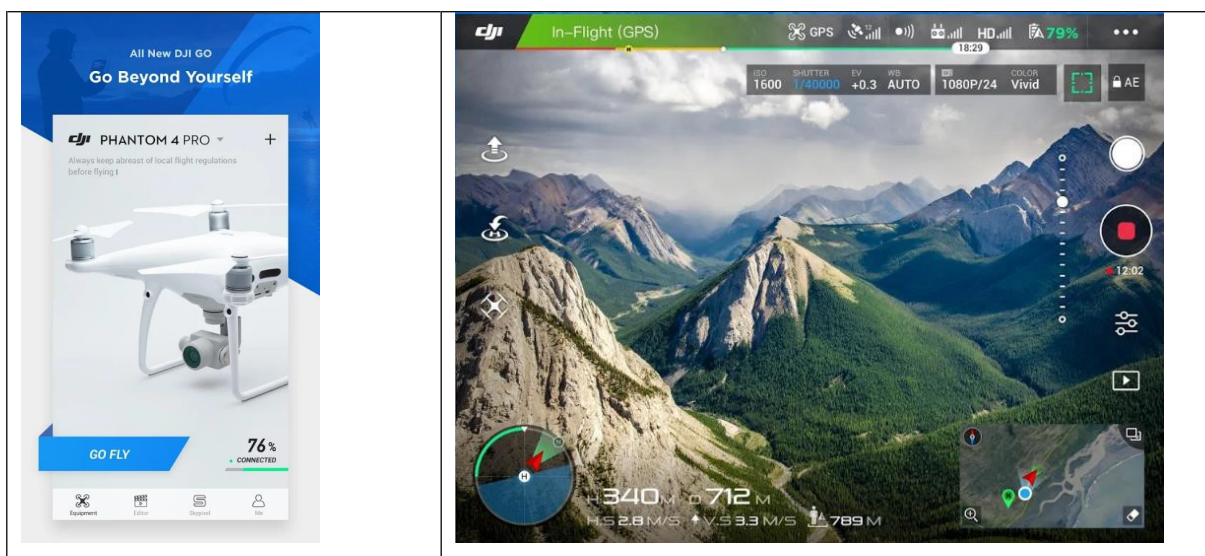 All New DJI GO
Go Beyond Yourself
dji PHANTOM 4 PRO
Always keep abreast of local flight regulations
before flying !
GO FLY
76%
CONNECTED
Equipment Editor Skypixel Me
dji In-Flight (GPS) GPS 12 HD 79%
H 18:29
ISO SHUTTER EV WB COLOR
1600 1/40000 +0.3 AUTO 1080P/24 Vivid AE
H
12:02
H
H 340 M D 712 M
H.S 2.8 M/S V.S 3.3 M/S 789 M